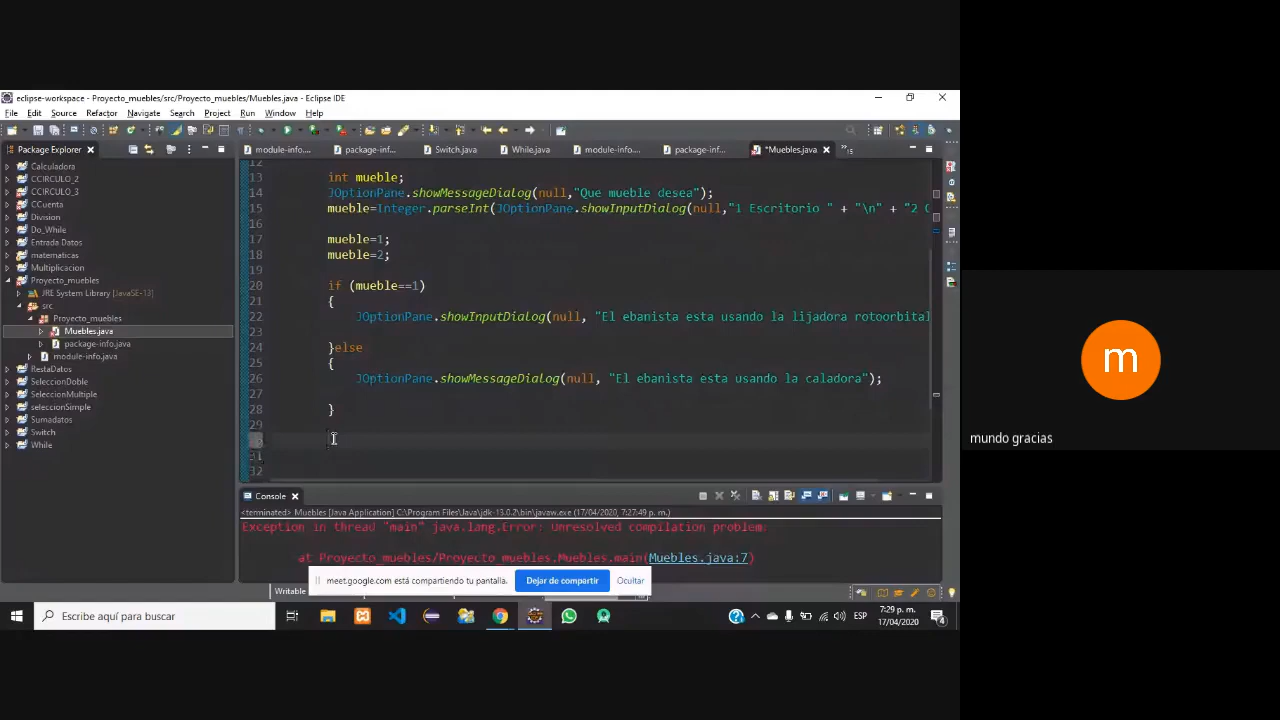 eclipse-workspace - Proyecto_muebles/src/Proyecto_muebles/Muebles.java - Eclipse IDE
File Edit Source Refactor Navigate Search Project Run Window Help
Package Explorer
module-info....
package-inf...
Switch.java
While.java
module-info....
package-inf...
*Muebles.java
15
Calculadora
CCIRCULO_2
CCIRCULO_3
CCuenta
Division
Do_While
Entrada Datos
matematicas
Multiplicacion
Proyecto_muebles
JRE System Library [JavaSE-13]
src
Proyecto_muebles
Muebles.java
package-info.java
module-info.java
RestaDatos
SeleccionDoble
SeleccionMultiple
seleccionSimple
Sumadatos
Switch
While
12
13 int mueble;
14 JOptionPane.showMessageDialog(null,"Que mueble desea");
15 mueble=Integer.parseInt(JOptionPane.showInputDialog(null,"1 Escritorio " + "\n" + "2
16
17 mueble=1;
18 mueble=2;
19
20 if (mueble==1)
21 {
22 JOptionPane.showInputDialog(null, "El ebanista esta usando la lijadora rotoorbital
23
24 }else
25 {
26 JOptionPane.showMessageDialog(null, "El ebanista esta usando la caladora");
27
28 }
29
31
32
Console
<terminated> Muebles [Java Application] C:\Program Files\Java\jdk-13.0.2\bin\javaw.exe (17/04/2020, 7:27:49 p. m.)
Exception in thread "main" java.lang.Error: Unresolved compilation problem:
at Proyecto_muebles/Proyecto_muebles.Muebles.main(Muebles.java:7)
meet.google.com está compartiendo tu pantalla.
Dejar de compartir
Ocultar
Writable
Escribe aquí para buscar
ESP
7:29 p. m.
17/04/2020
4
m
mundo gracias